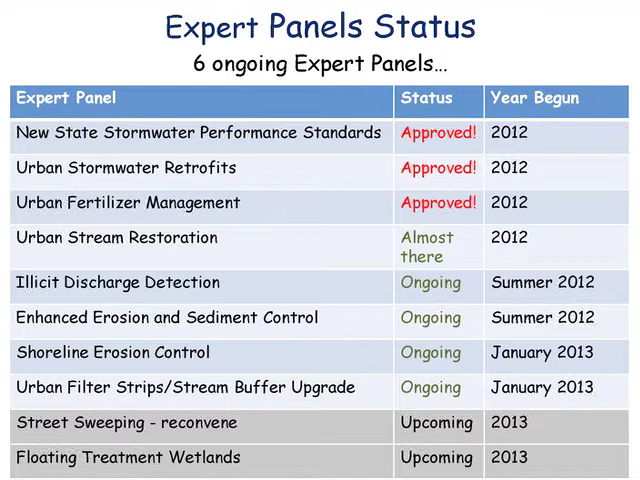 Expert Panels Status
6 ongoing Expert Panels…
Expert Panel Status Year Begun
New State Stormwater Performance Standards Approved! 2012
Urban Stormwater Retrofits Approved! 2012
Urban Fertilizer Management Approved! 2012
Urban Stream Restoration Almost there 2012
Illicit Discharge Detection Ongoing Summer 2012
Enhanced Erosion and Sediment Control Ongoing Summer 2012
Shoreline Erosion Control Ongoing January 2013
Urban Filter Strips/Stream Buffer Upgrade Ongoing January 2013
Street Sweeping - reconvene Upcoming 2013
Floating Treatment Wetlands Upcoming 2013